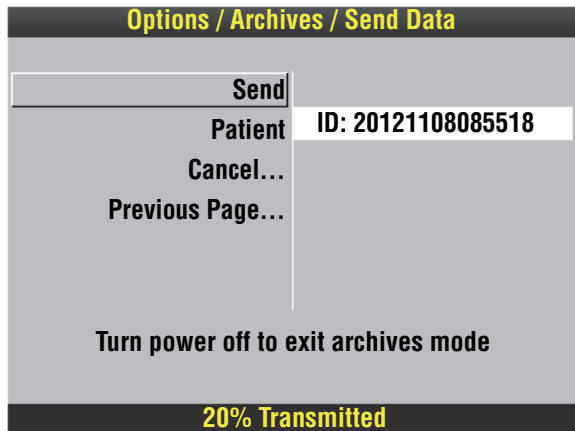 Options / Archives / Send Data
Send
Patient ID: 20121108085518
Cancel...
Previous Page...
Turn power off to exit archives mode
20% Transmitted